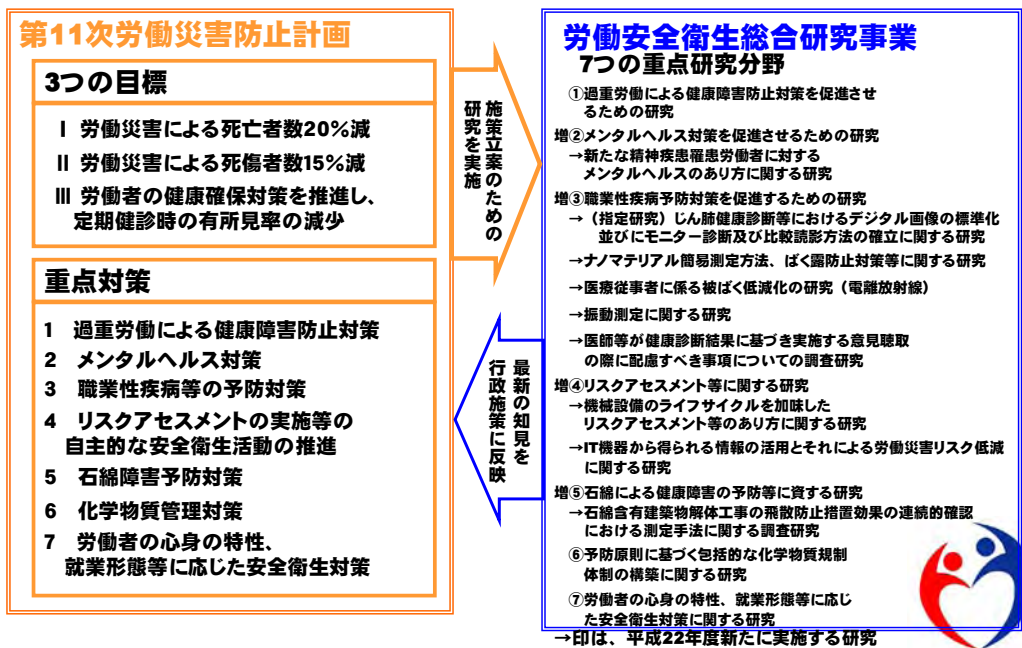 第11次労働災害防止計画
3つの目標
Ⅰ 労働災害による死亡者数20%減
Ⅱ 労働災害による死傷者数15%減
Ⅲ 労働者の健康確保対策を推進し、
定期健診時の有所見率の減少
重点対策
1 過重労働による健康障害防止対策
2 メンタルヘルス対策
3 職業性疾病等の予防対策
4 リスクアセスメントの実施等の
自主的な安全衛生活動の推進
5 石綿障害予防対策
6 化学物質管理対策
7 労働者の心身の特性、
就業形態等に応じた安全衛生対策
施策立案のための
研究を実施
最新の知見を
行政施策に反映
労働安全衛生総合研究事業
7つの重点研究分野
①過重労働による健康障害防止対策を促進させ
るための研究
増②メンタルヘルス対策を促進させるための研究
→新たな精神疾患罹患労働者に対する
メンタルヘルスのあり方に関する研究
増③職業性疾病予防対策を促進するための研究
→（指定研究）じん肺健康診断等におけるデジタル画像の標準化
並びにモニター診断及び比較読影方法の確立に関する研究
→ナノマテリアル簡易測定方法、ばく露防止対策等に関する研究
→医療従事者に係る被ばく低減化の研究（電離放射線）
→振動測定に関する研究
→医師等が健康診断結果に基づき実施する意見聴取
の際に配慮すべき事項についての調査研究
増④リスクアセスメント等に関する研究
→機械設備のライフサイクルを加味した
リスクアセスメント等のあり方に関する研究
→IT機器から得られる情報の活用とそれによる労働災害リスク低減
に関する研究
増⑤石綿による健康障害の予防等に資する研究
→石綿含有建築物解体工事の飛散防止措置効果の連続的確認
における測定手法に関する調査研究
⑥予防原則に基づく包括的な化学物質規制
体制の構築に関する研究
⑦労働者の心身の特性、就業形態等に応じ
た安全衛生対策に関する研究
→印は、平成22年度新たに実施する研究